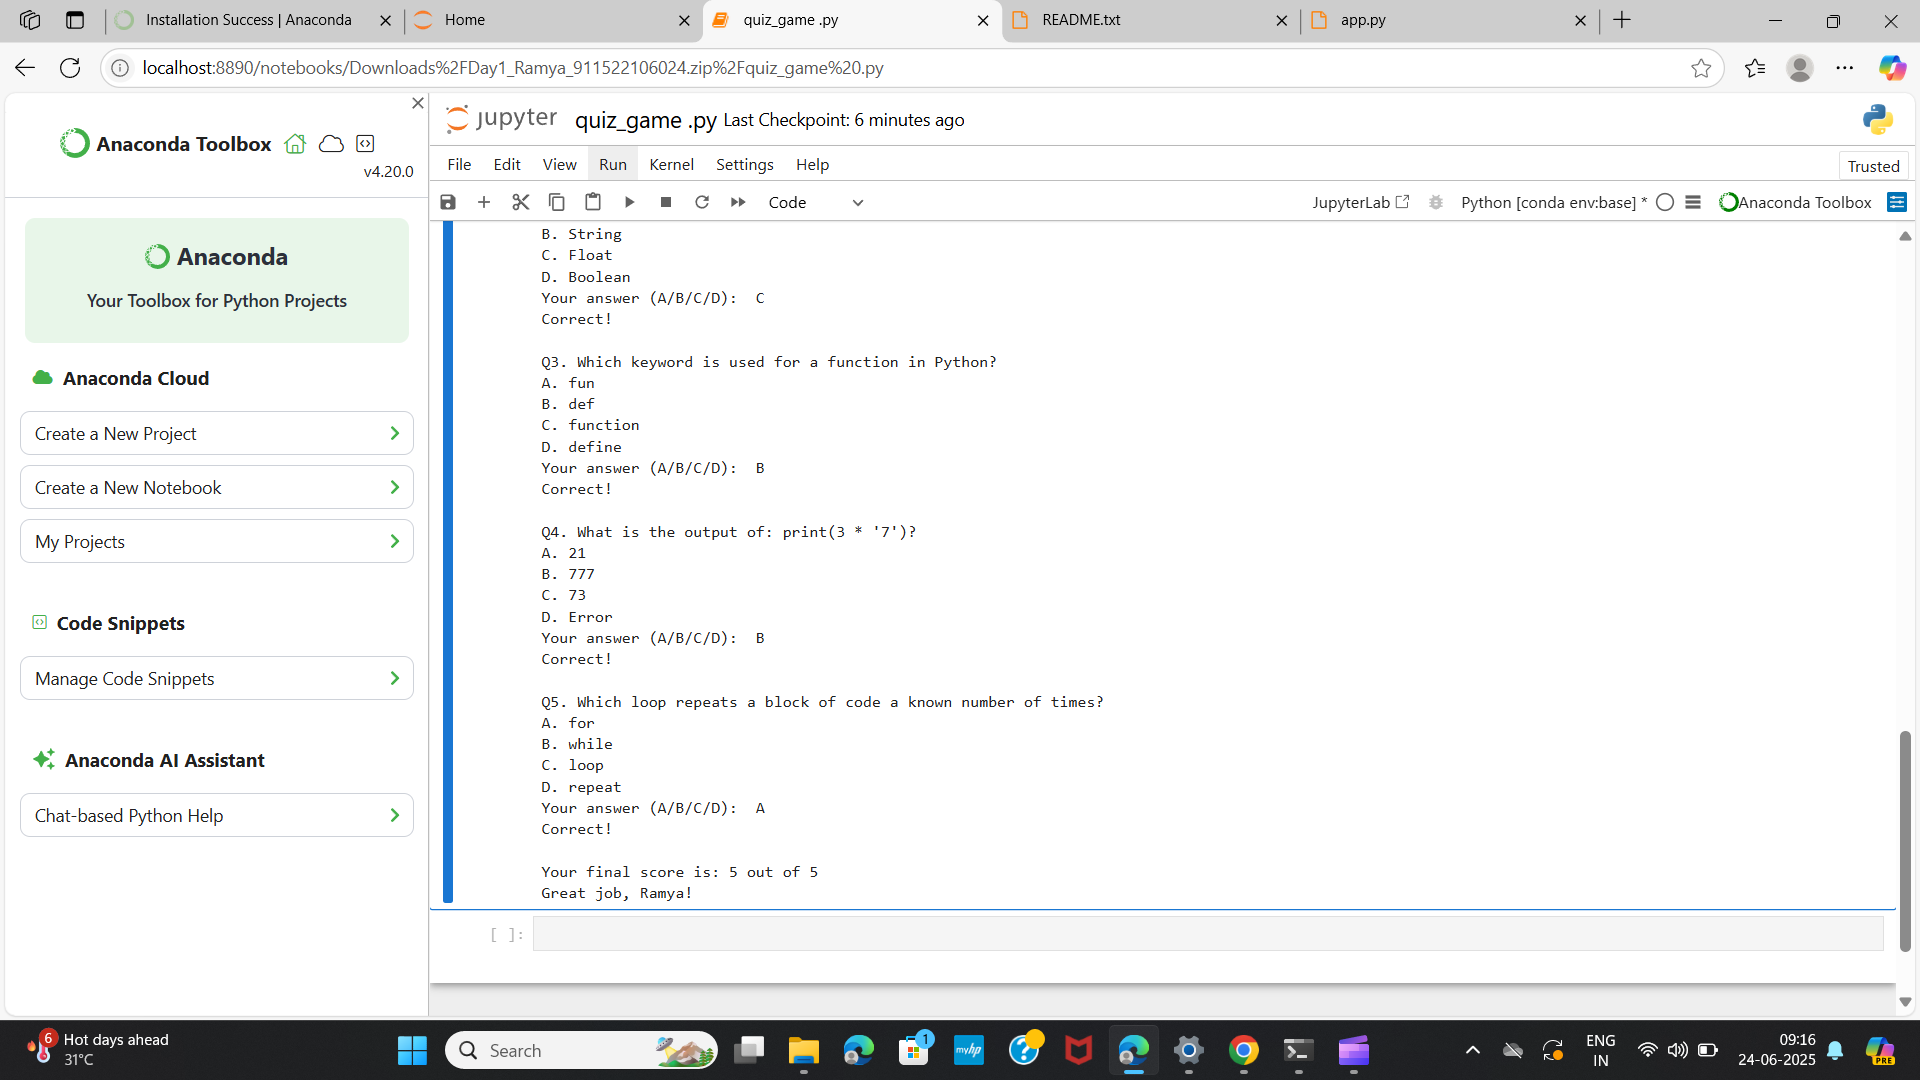 Installation Success | Anaconda
Home
quiz_game .py
README.txt
app.py
localhost:8890/notebooks/Downloads%2FDay1_Ramya_911522106024.zip%2Fquiz_game%20.py
Anaconda Toolbox
v4.20.0
Anaconda
Your Toolbox for Python Projects
Anaconda Cloud
Create a New Project
Create a New Notebook
My Projects
Code Snippets
Manage Code Snippets
Anaconda AI Assistant
Chat-based Python Help
jupyter quiz_game .py Last Checkpoint: 6 minutes ago
File Edit View Run Kernel Settings Help
Trusted
Code
JupyterLab
Python [conda env:base] *
Anaconda Toolbox
B. String
C. Float
D. Boolean
Your answer (A/B/C/D):  C
Correct!
Q3. Which keyword is used for a function in Python?
A. fun
B. def
C. function
D. define
Your answer (A/B/C/D):  B
Correct!
Q4. What is the output of: print(3 * '7')?
A. 21
B. 777
C. 73
D. Error
Your answer (A/B/C/D):  B
Correct!
Q5. Which loop repeats a block of code a known number of times?
A. for
B. while
C. loop
D. repeat
Your answer (A/B/C/D):  A
Correct!
Your final score is: 5 out of 5
Great job, Ramya!
[ ]:
6
Hot days ahead
31°C
Search
1
myhp
ENG
IN
09:16
24-06-2025
PRE